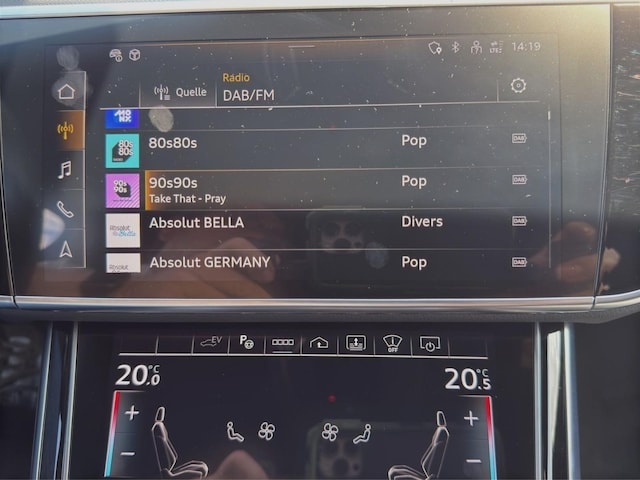 14:19
Quelle
Radio
DAB/FM
80s80s
Pop
DAB
90s90s
Take That - Pray
Pop
DAB
Absolut BELLA
Divers
DAB
Absolut GERMANY
Pop
DAB
EV
P
OFF
20.0 °C
20.5 °C
+
−
+
−